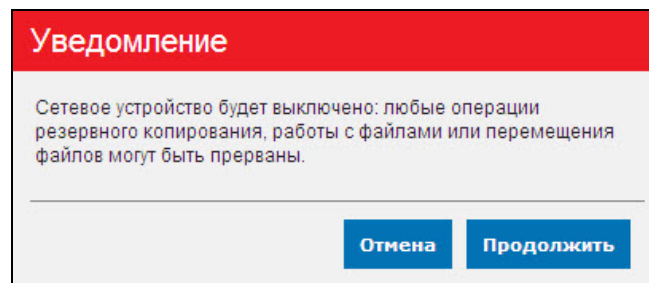 Уведомление
Сетевое устройство будет выключено: любые операции
резервного копирования, работы с файлами или перемещения
файлов могут быть прерваны.
Отмена
Продолжить